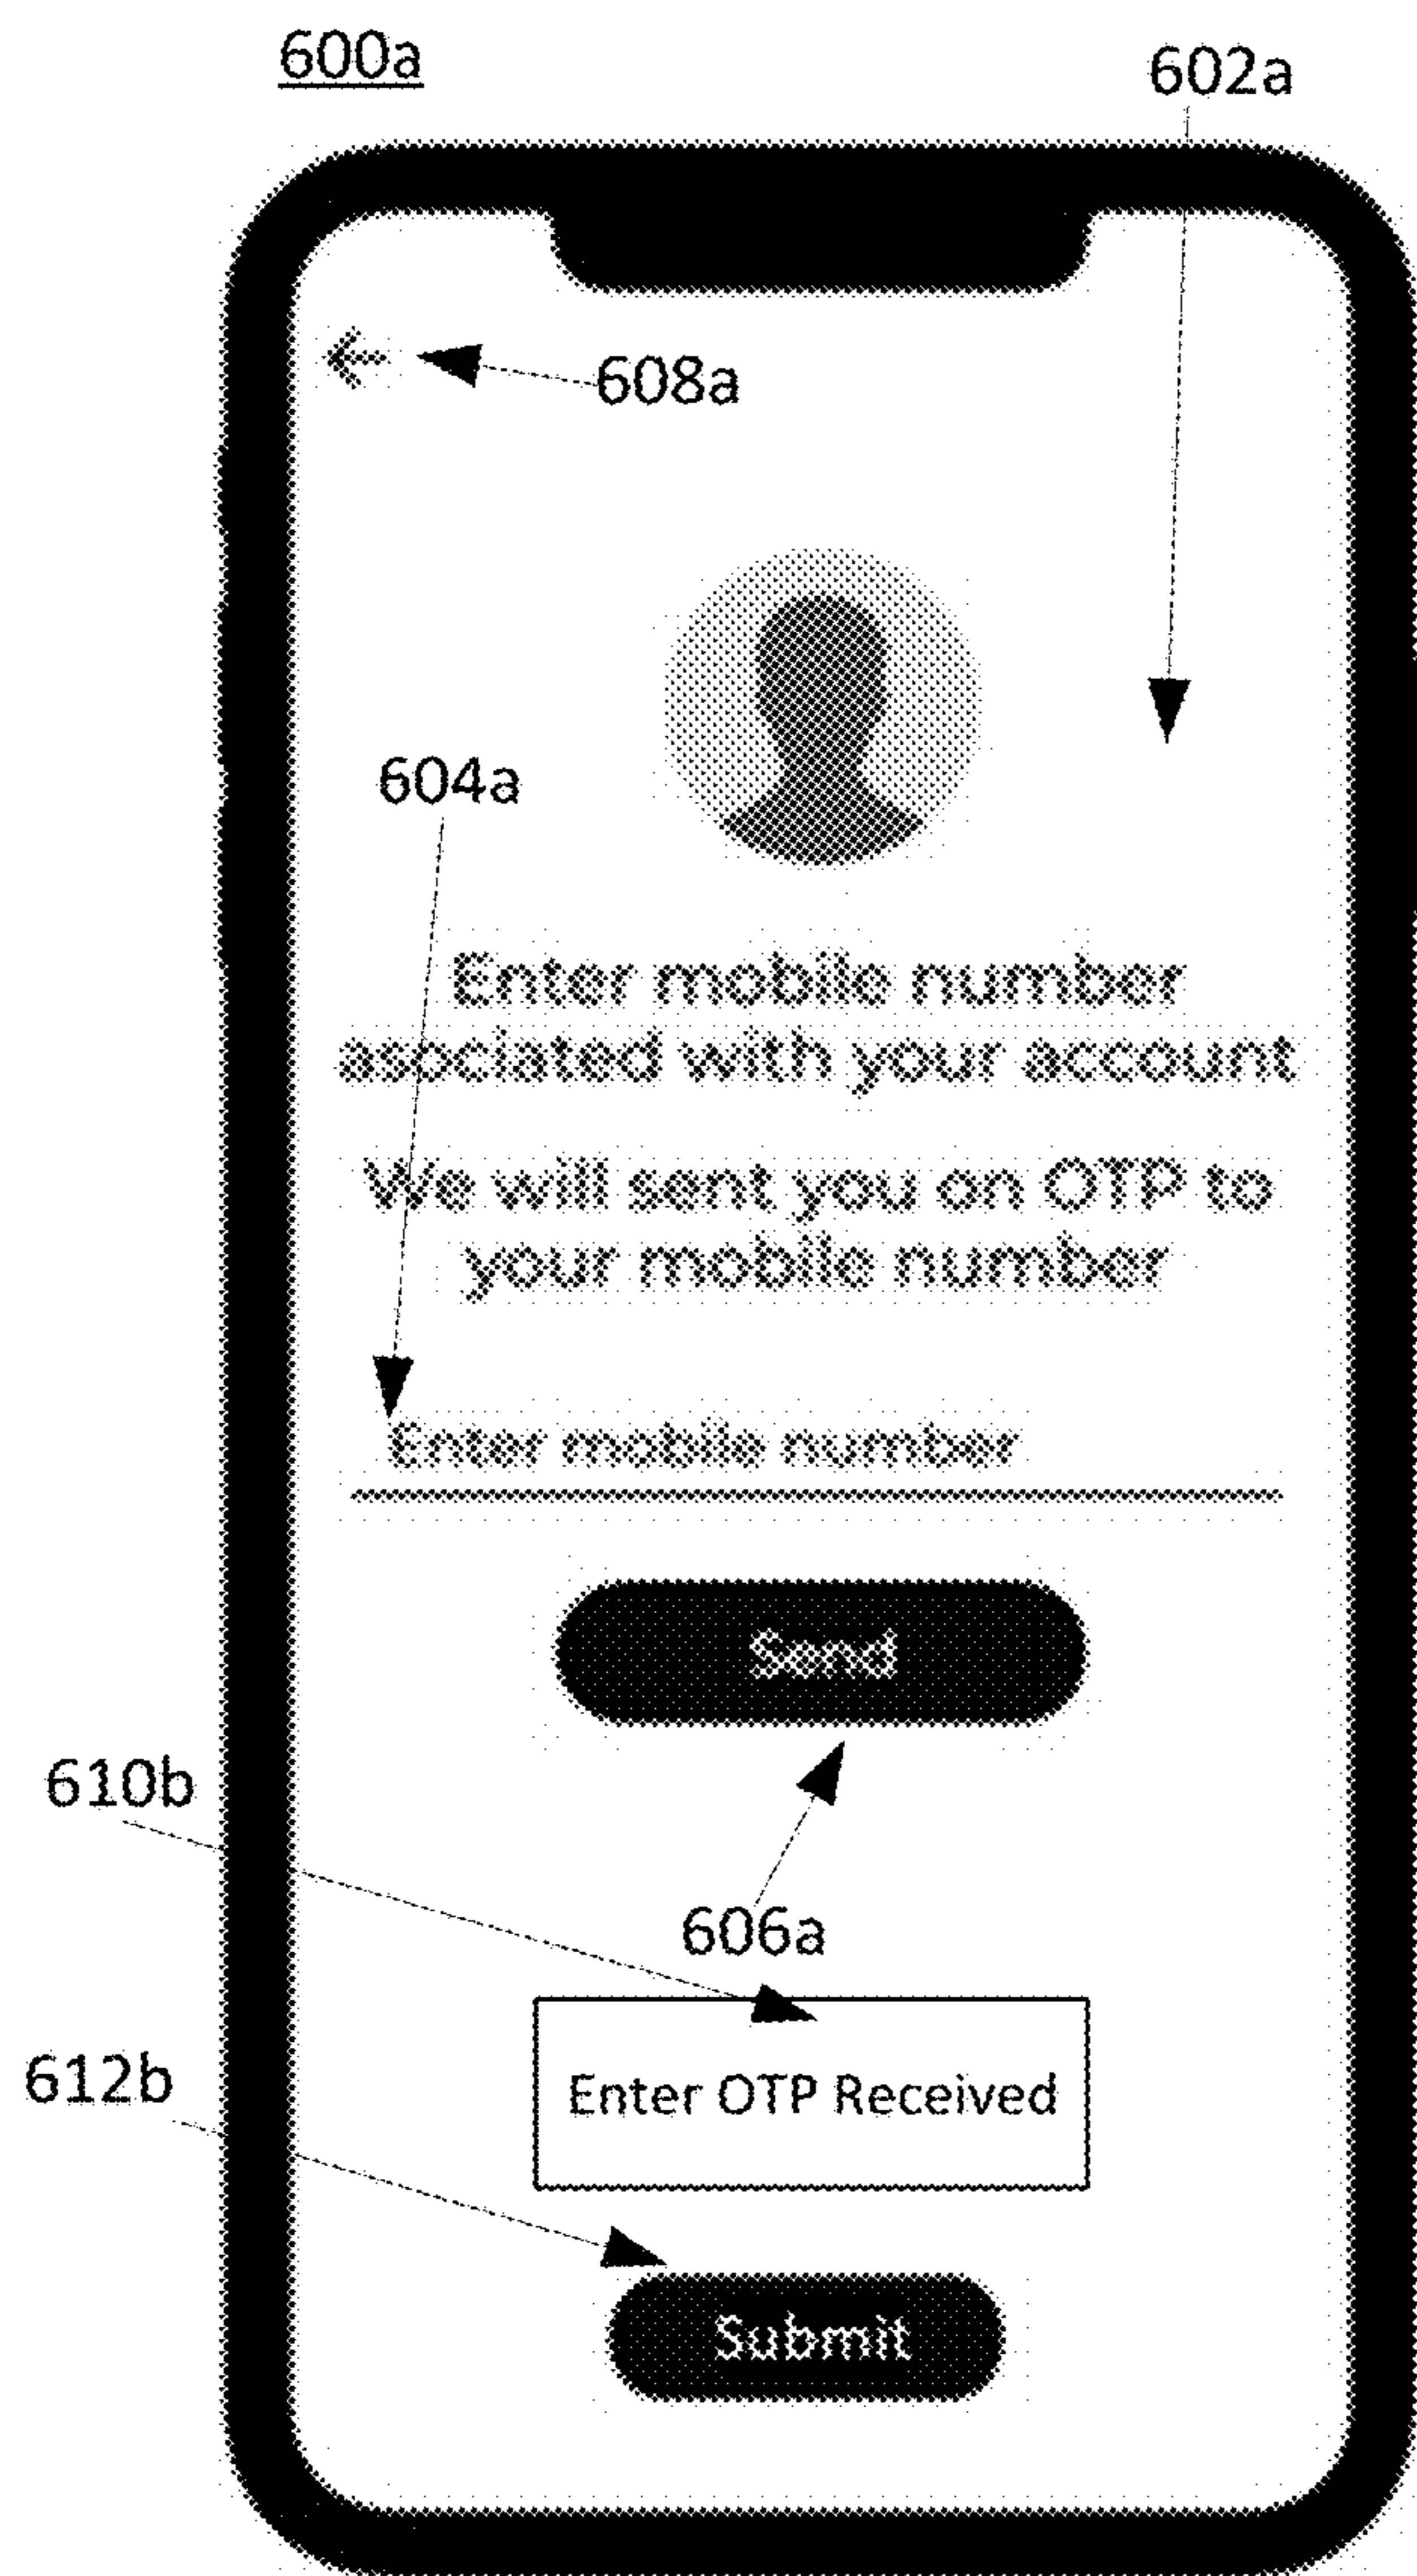 600a
602a
608a
604a
Enter mobile number
asociated with your account
We will sent you an OTP to
your mobile number
Enter mobile number
Send
610b
606a
612b
Enter OTP Received
Submit